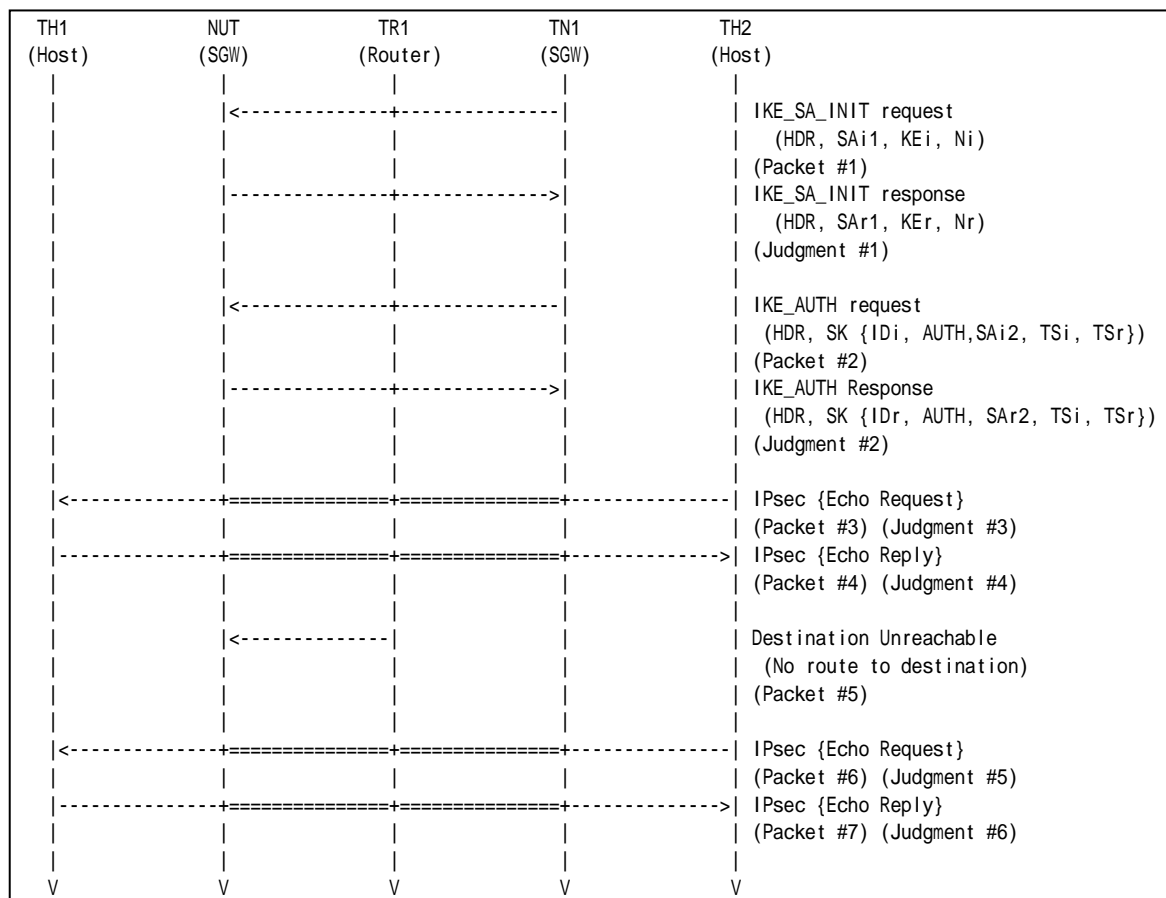 TH1 NUT TR1 TN1 TH2
(Host) (SGW) (Router) (SGW) (Host)
| | | | |
| |<--------------+---------------| | IKE_SA_INIT request
| | | | | (HDR, SAi1, KEi, Ni)
| | | | | (Packet #1)
| |---------------+-------------->| | IKE_SA_INIT response
| | | | | (HDR, SAr1, KEr, Nr)
| | | | | (Judgment #1)
| | | | |
| |<--------------+---------------| | IKE_AUTH request
| | | | | (HDR, SK {IDi, AUTH,SAi2, TSi, TSr})
| | | | | (Packet #2)
| |---------------+-------------->| | IKE_AUTH Response
| | | | | (HDR, SK {IDr, AUTH, SAr2, TSi, TSr})
| | | | | (Judgment #2)
| | | | |
|<--------------+===============+===============+---------------| IPsec {Echo Request}
| | | | | (Packet #3) (Judgment #3)
|---------------+===============+===============+-------------->| IPsec {Echo Reply}
| | | | | (Packet #4) (Judgment #4)
| | | | |
| |<--------------| | | Destination Unreachable
| | | | | (No route to destination)
| | | | | (Packet #5)
| | | | |
|<--------------+===============+===============+---------------| IPsec {Echo Request}
| | | | | (Packet #6) (Judgment #5)
|---------------+===============+===============+-------------->| IPsec {Echo Reply}
| | | | | (Packet #7) (Judgment #6)
| | | | |
V V V V V